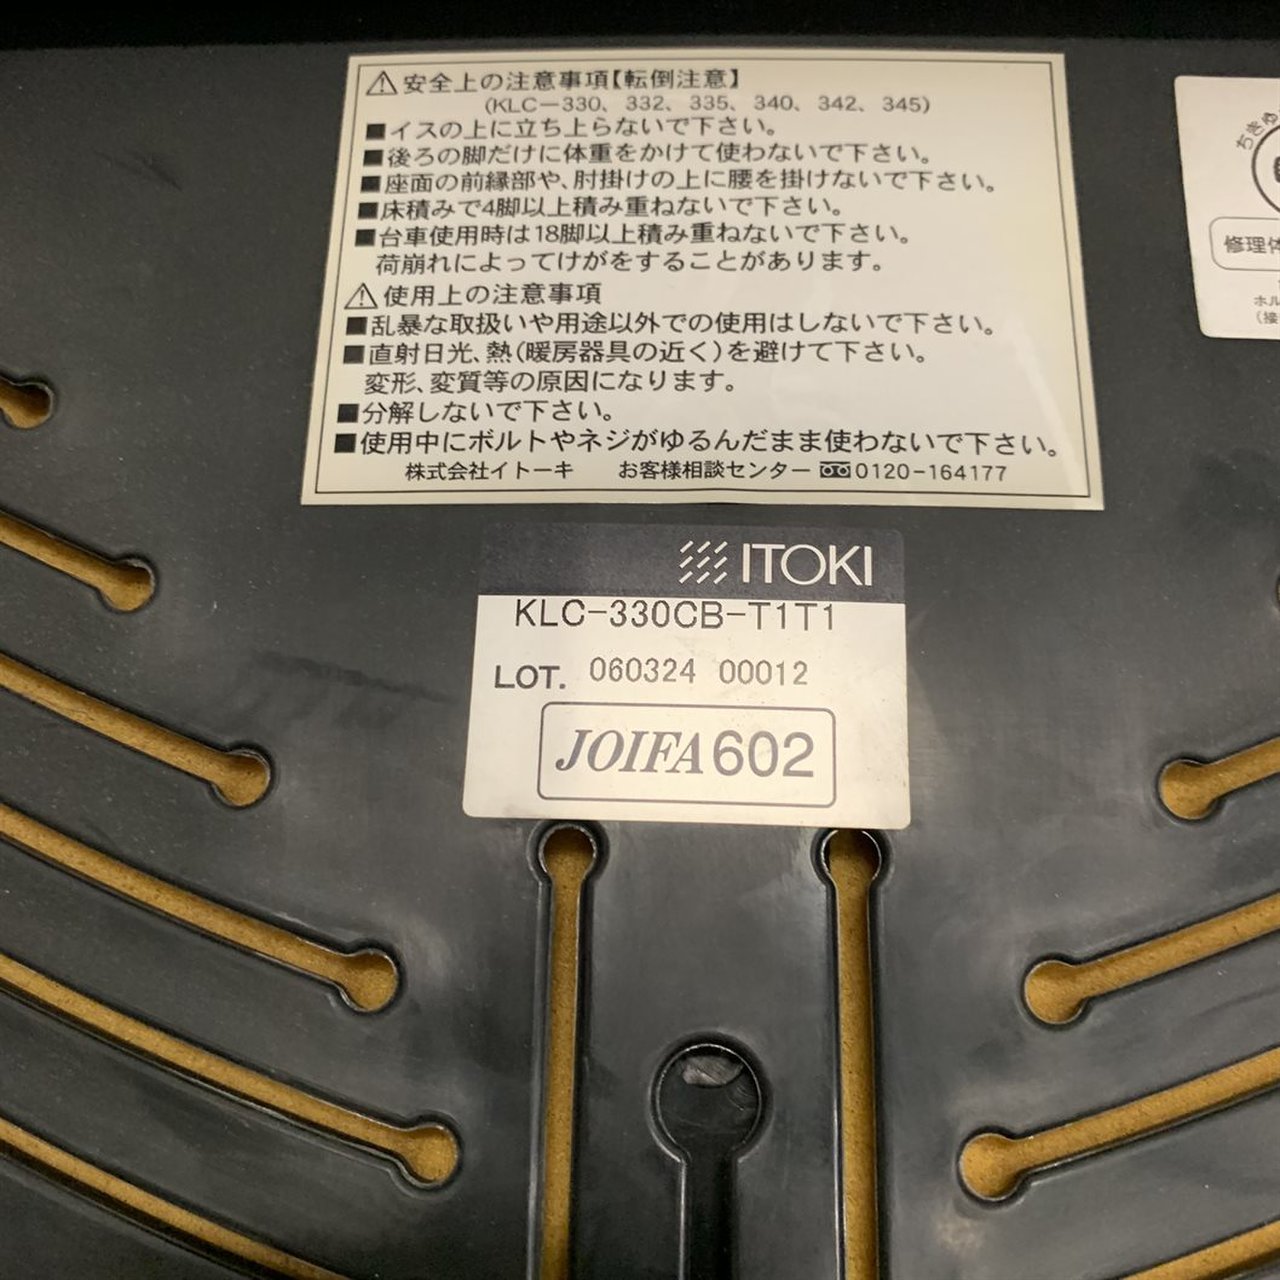 ⚠安全上の注意事項【転倒注意】
(KLC－330、332、335、340、342、345)
■イスの上に立ち上らないで下さい。
■後ろの脚だけに体重をかけて使わないで下さい。
■座面の前縁部や、肘掛けの上に腰を掛けないで下さい。
■床積みで4脚以上積み重ねないで下さい。
■台車使用時は18脚以上積み重ねないで下さい。
荷崩れによってけがをすることがあります。
⚠使用上の注意事項
■乱暴な取扱いや用途以外での使用はしないで下さい。
■直射日光、熱(暖房器具の近く)を避けて下さい。
変形、変質等の原因になります。
■分解しないで下さい。
■使用中にボルトやネジがゆるんだまま使わないで下さい。
株式会社イトーキ お客様相談センター 0120-164177
ITOKI
KLC-330CB-T1T1
LOT. 060324 00012
JOIFA602
ちきゅ
修理体
ホル
(接